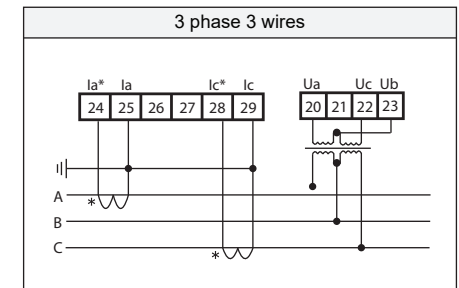 3 phase 3 wires
Ia* Ia Ic* Ic Ua Uc Ub
24 25 26 27 28 29 20 21 22 23
A *
B
C *